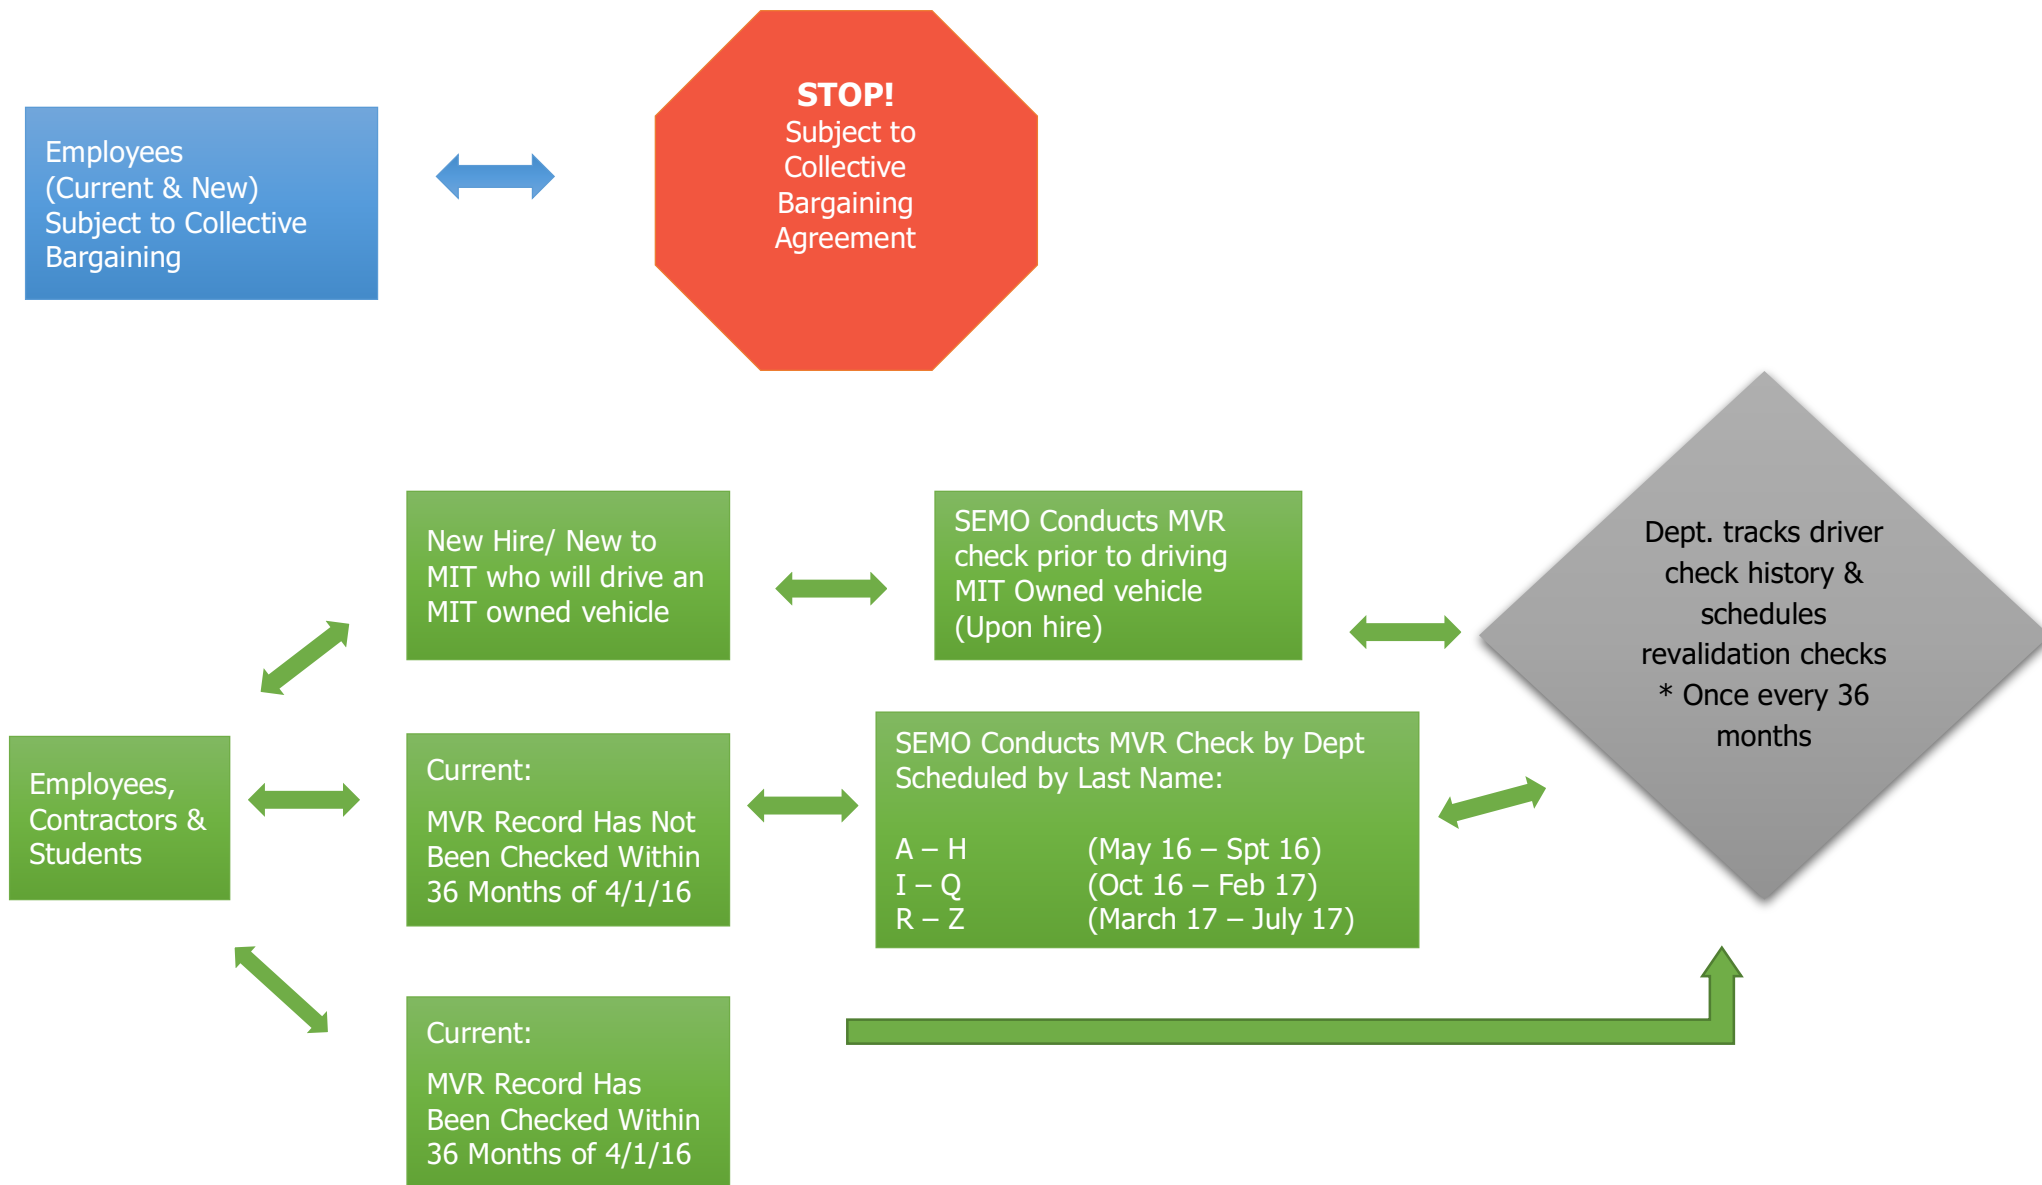 Employees
(Current & New)
Subject to Collective
Bargaining
STOP!
Subject to
Collective
Bargaining
Agreement
New Hire/ New to
MIT who will drive an
MIT owned vehicle
SEMO Conducts MVR
check prior to driving
MIT Owned vehicle
(Upon hire)
Dept. tracks driver
check history &
schedules
revalidation checks
* Once every 36
months
Employees,
Contractors &
Students
Current:
MVR Record Has Not
Been Checked Within
36 Months of 4/1/16
SEMO Conducts MVR Check by Dept
Scheduled by Last Name:
A – H (May 16 – Spt 16)
I – Q (Oct 16 – Feb 17)
R – Z (March 17 – July 17)
Current:
MVR Record Has
Been Checked Within
36 Months of 4/1/16